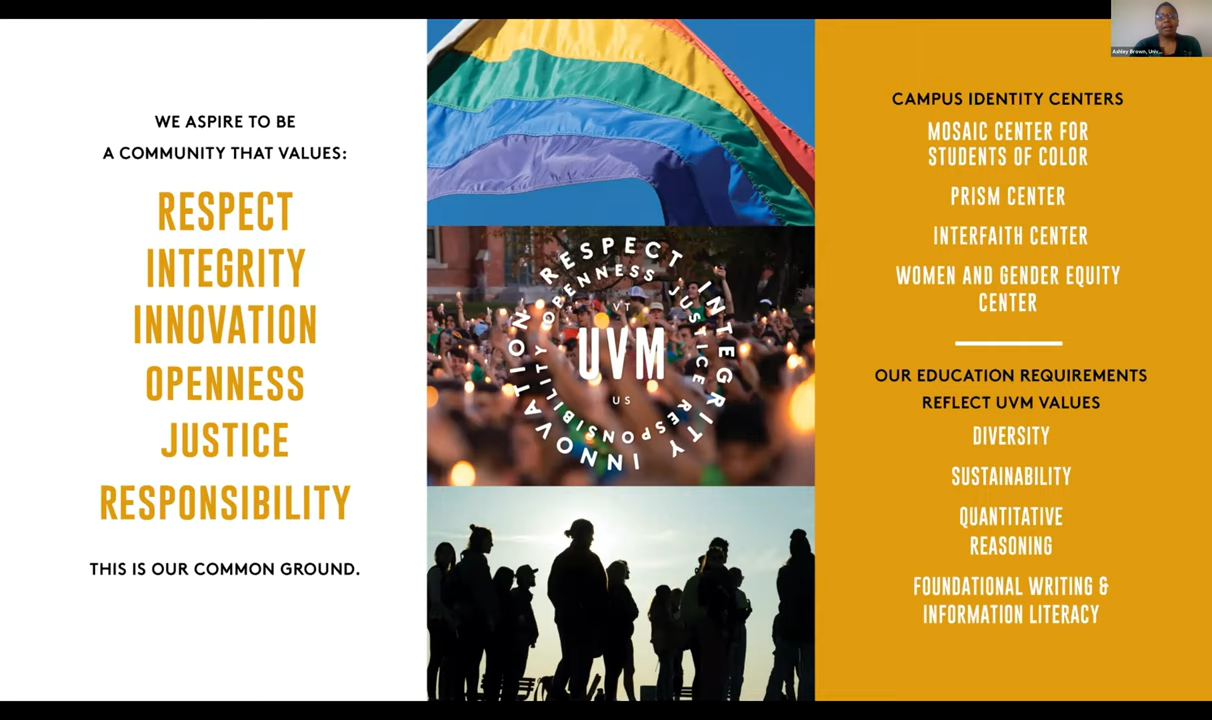 WE ASPIRE TO BE
A COMMUNITY THAT VALUES:
RESPECT
INTEGRITY
INNOVATION
OPENNESS
JUSTICE
RESPONSIBILITY
THIS IS OUR COMMON GROUND.
RESPECT INTEGRITY INNOVATION
OPENNESS JUSTICE RESPONSIBILITY
VT
UVM
US
Ashley Brown, Univ...
CAMPUS IDENTITY CENTERS
MOSAIC CENTER FOR
STUDENTS OF COLOR
PRISM CENTER
INTERFAITH CENTER
WOMEN AND GENDER EQUITY
CENTER
OUR EDUCATION REQUIREMENTS
REFLECT UVM VALUES
DIVERSITY
SUSTAINABILITY
QUANTITATIVE
REASONING
FOUNDATIONAL WRITING &
INFORMATION LITERACY